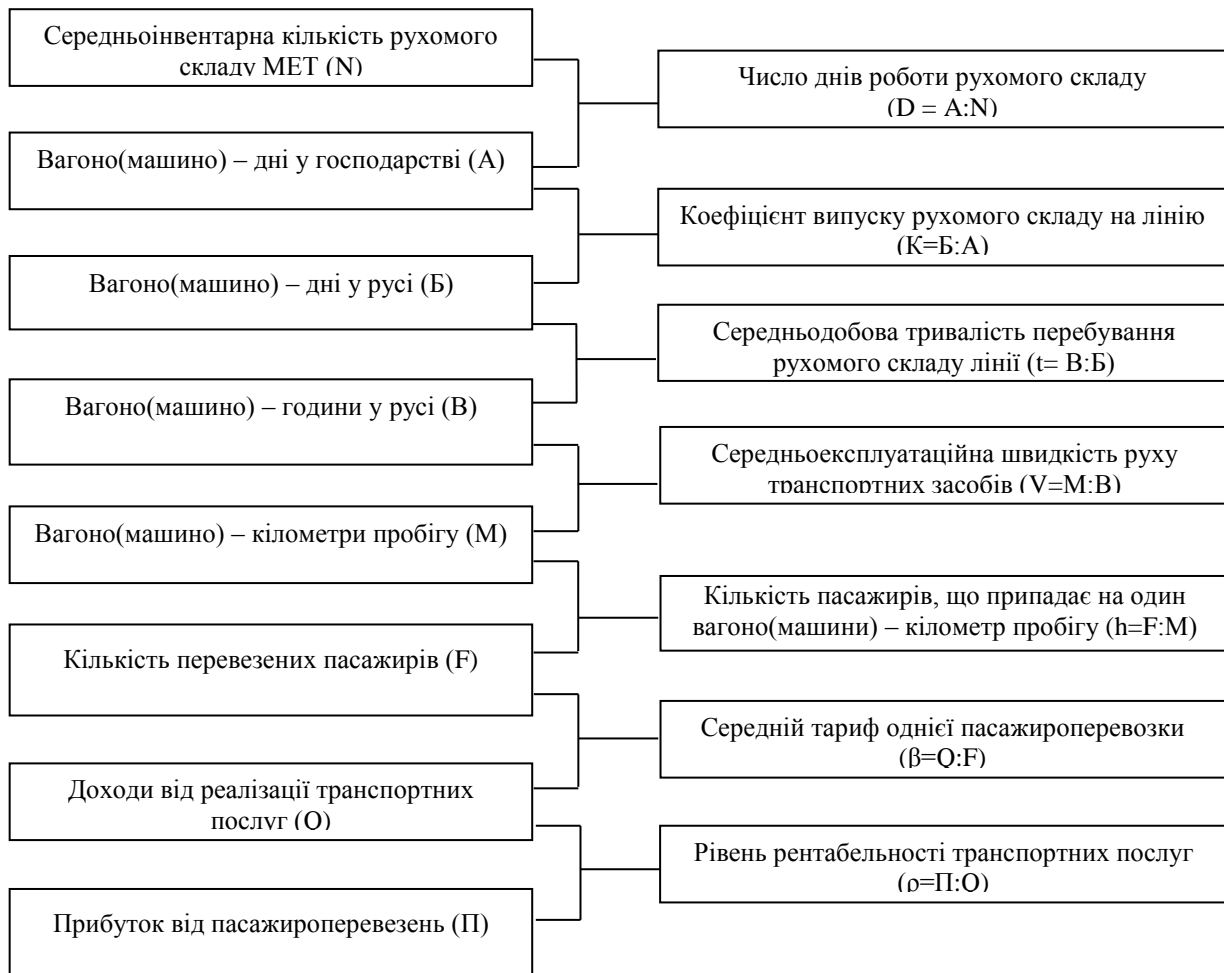 Середньоінвентарна кількість рухомого
складу МЕТ (N)
Число днів роботи рухомого складу
(D = А:N)
Вагоно(машино) – дні у господарстві (А)
Коефіцієнт випуску рухомого складу на лінію
(К=Б:А)
Вагоно(машино) – дні у русі (Б)
Середньодобова тривалість перебування
рухомого складу лінії (t= В:Б)
Вагоно(машино) – години у русі (В)
Середньоексплуатаційна швидкість руху
транспортних засобів (V=М:В)
Вагоно(машино) – кілометри пробігу (М)
Кількість пасажирів, що припадає на один
вагоно(машини) – кілометр пробігу (h=F:М)
Кількість перевезених пасажирів (F)
Середній тариф однієї пасажироперевозки
(β=Q:F)
Доходи від реалізації транспортних
послуг (Q)
Рівень рентабельності транспортних послуг
(ρ=П:Q)
Прибуток від пасажироперевезень (П)